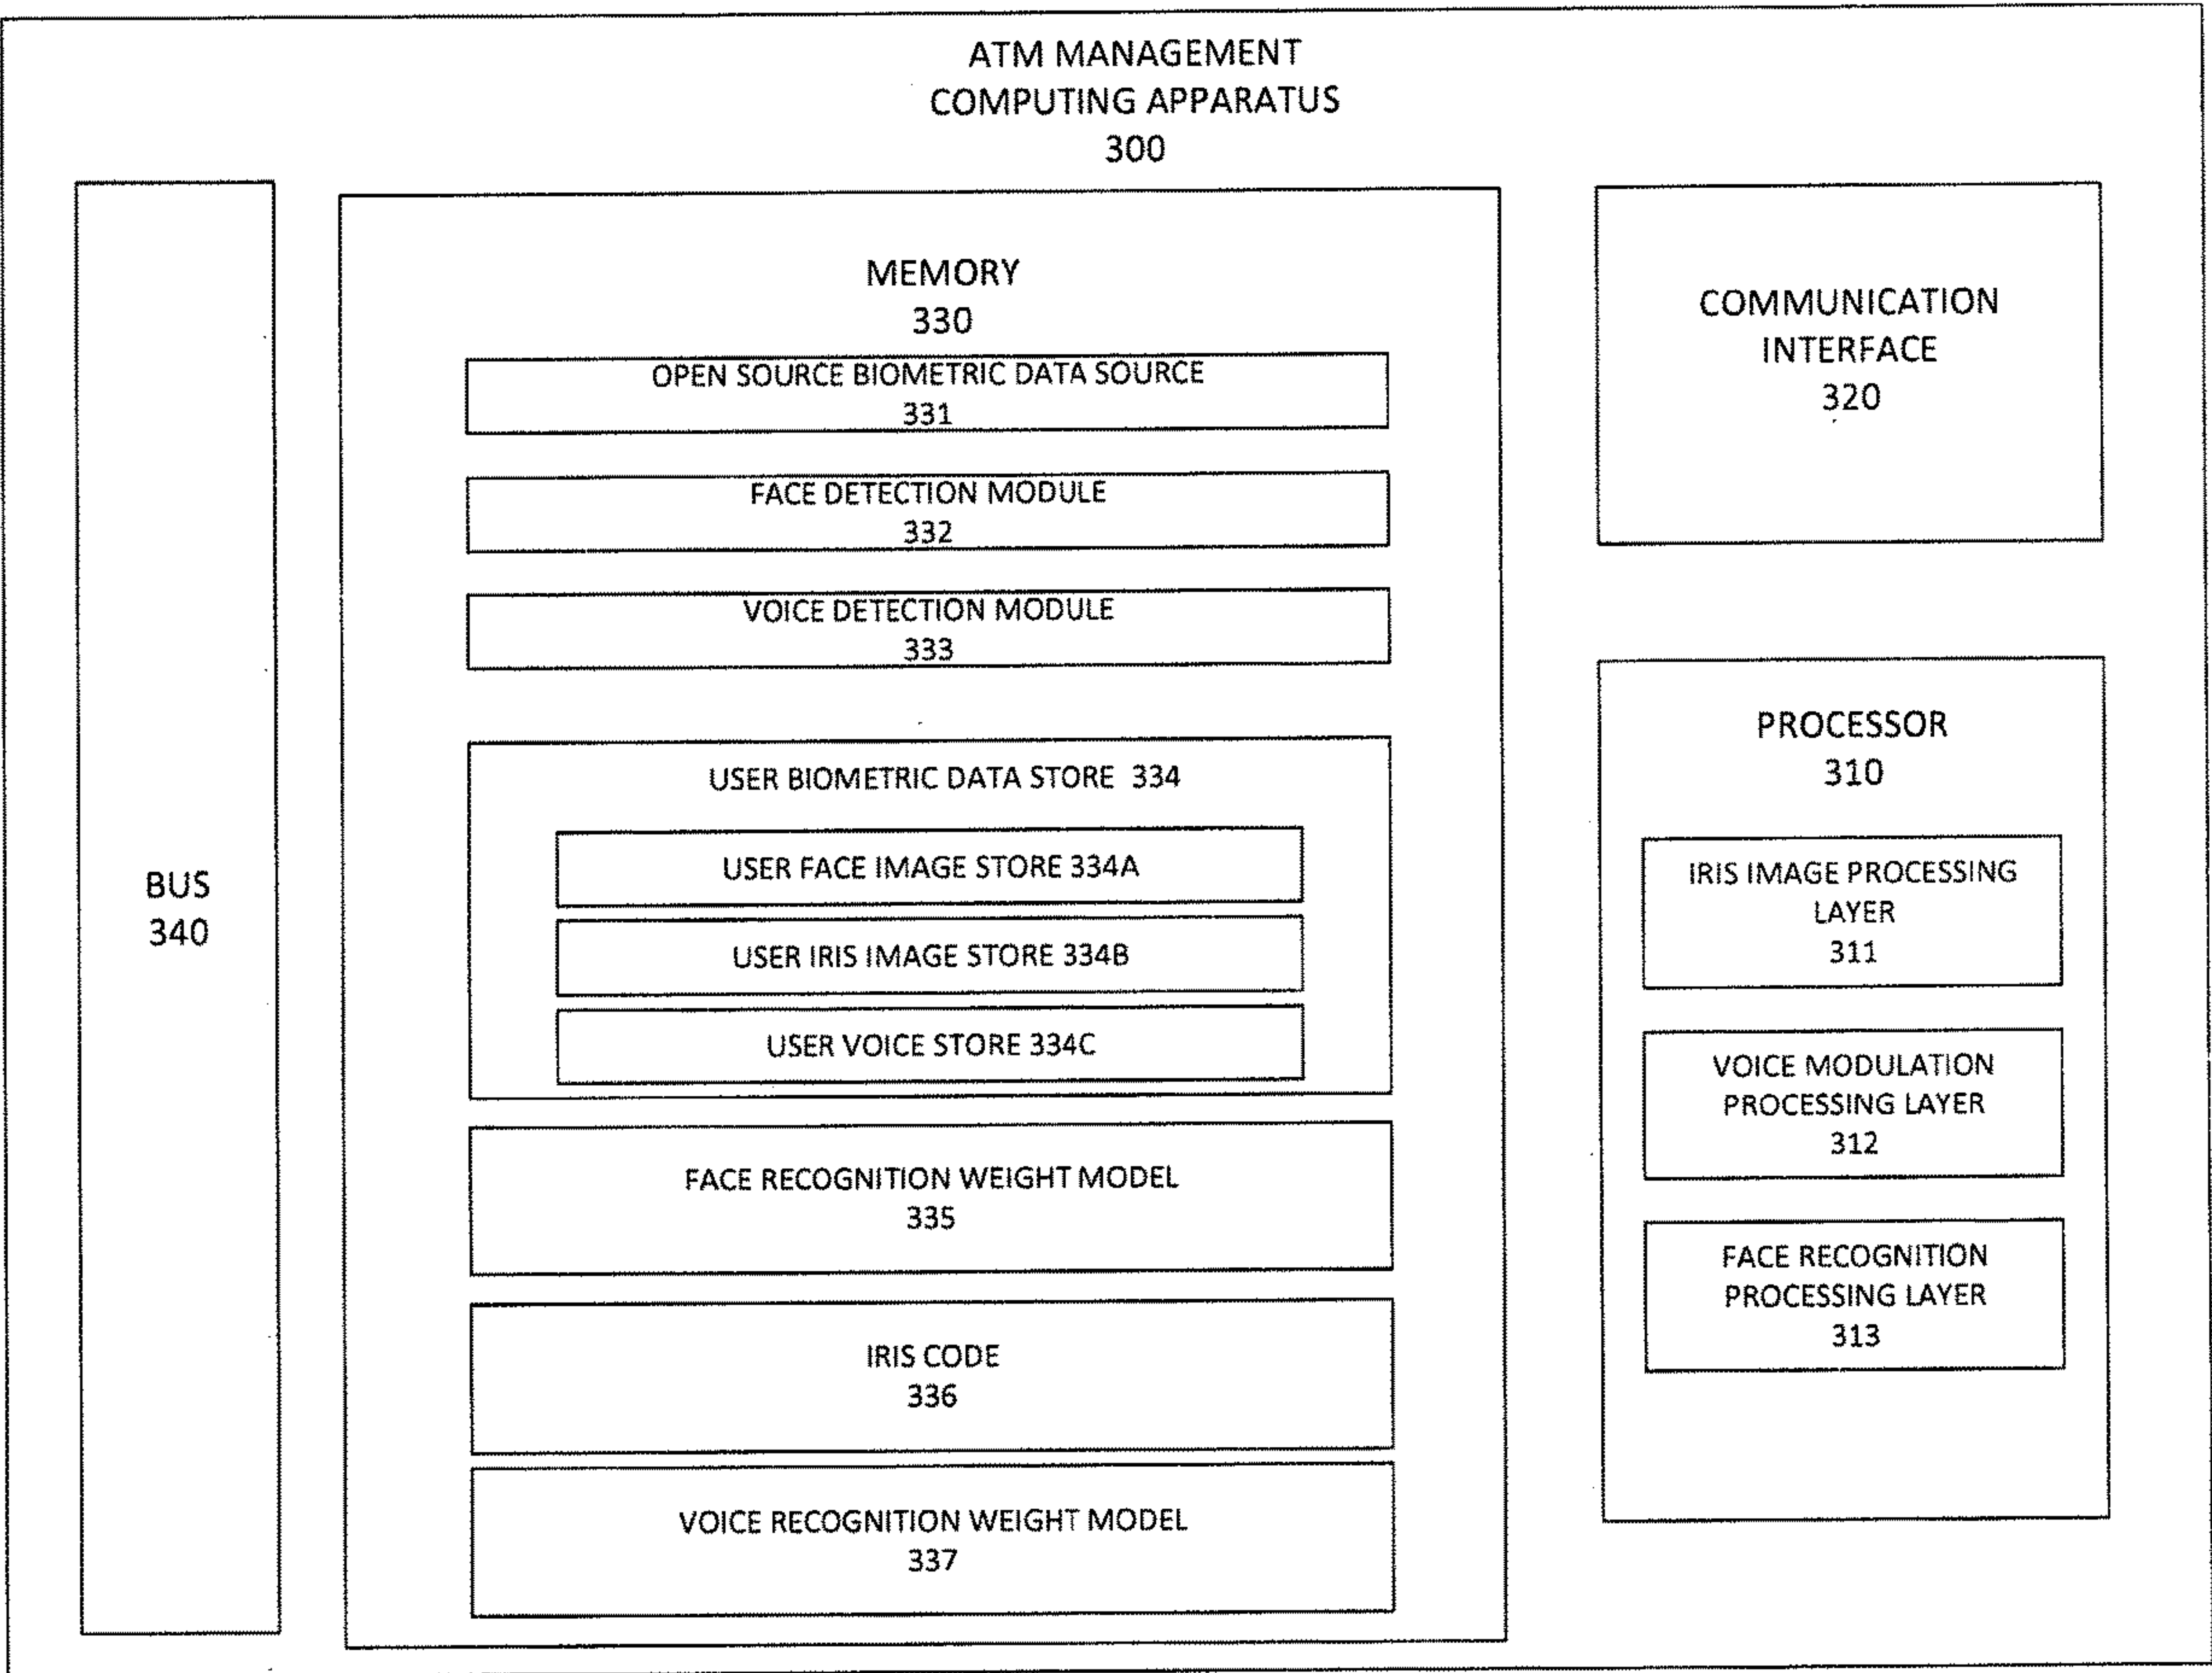 ATM MANAGEMENT
COMPUTING APPARATUS
300
BUS
340
MEMORY
330
OPEN SOURCE BIOMETRIC DATA SOURCE
331
FACE DETECTION MODULE
332
VOICE DETECTION MODULE
333
USER BIOMETRIC DATA STORE 334
USER FACE IMAGE STORE 334A
USER IRIS IMAGE STORE 334B
USER VOICE STORE 334C
FACE RECOGNITION WEIGHT MODEL
335
IRIS CODE
336
VOICE RECOGNITION WEIGHT MODEL
337
COMMUNICATION
INTERFACE
320
PROCESSOR
310
IRIS IMAGE PROCESSING
LAYER
311
VOICE MODULATION
PROCESSING LAYER
312
FACE RECOGNITION
PROCESSING LAYER
313